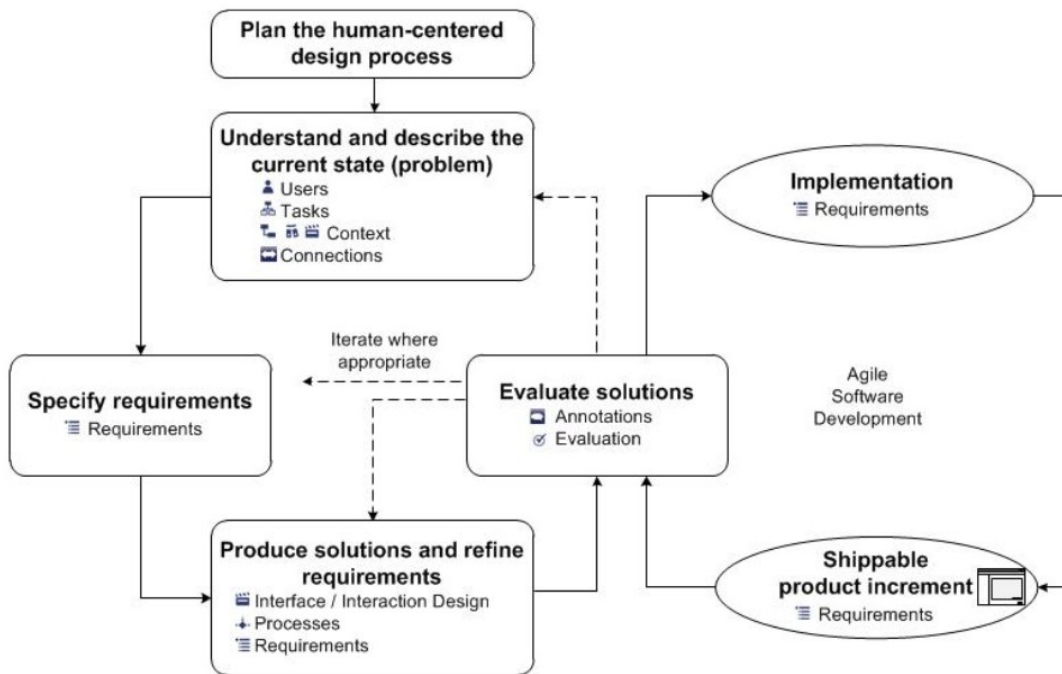 Plan the human-centered
design process
Understand and describe the
current state (problem)
Users
Tasks
Context
Connections
Implementation
Requirements
Iterate where
appropriate
Specify requirements
Requirements
Evaluate solutions
Annotations
Evaluation
Agile
Software
Development
Produce solutions and refine
requirements
Interface / Interaction Design
Processes
Requirements
Shippable
product increment
Requirements